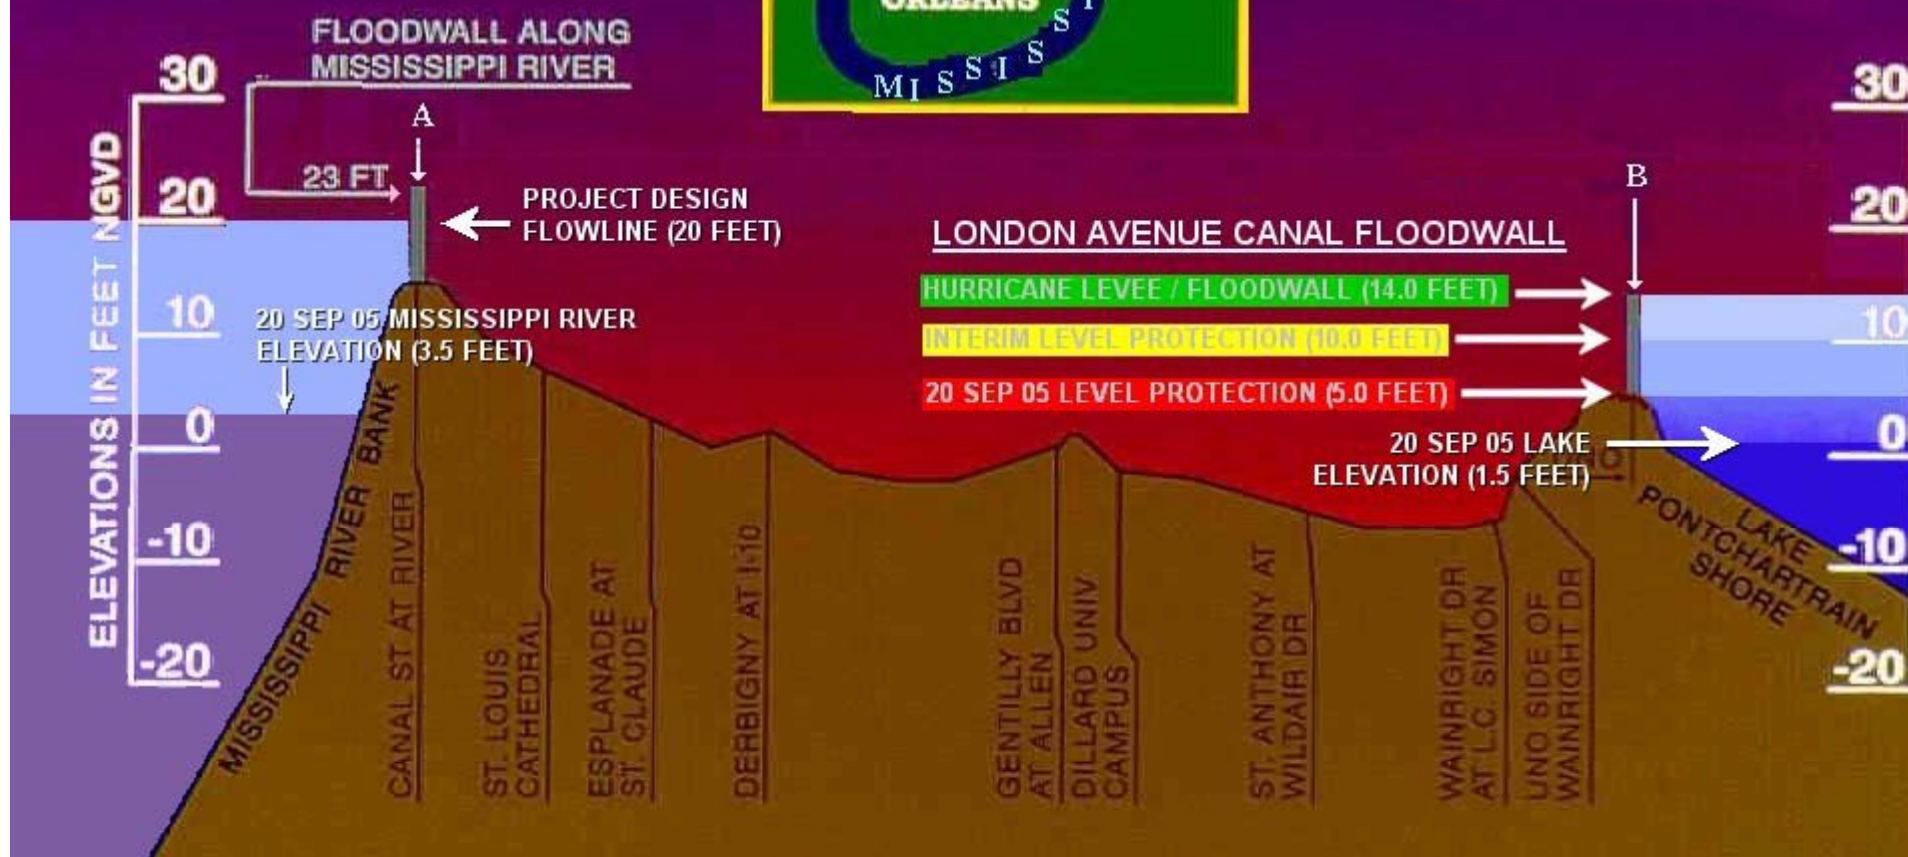 ORLEANS
M I S S I S S I
FLOODWALL ALONG
MISSISSIPPI RIVER
A
23 FT
PROJECT DESIGN
FLOWLINE (20 FEET)
B
LONDON AVENUE CANAL FLOODWALL
HURRICANE LEVEE / FLOODWALL (14.0 FEET)
INTERIM LEVEL PROTECTION (10.0 FEET)
20 SEP 05 LEVEL PROTECTION (5.0 FEET)
20 SEP 05 MISSISSIPPI RIVER
ELEVATION (3.5 FEET)
20 SEP 05 LAKE
ELEVATION (1.5 FEET)
ELEVATIONS IN FEET NGVD
30
20
10
0
-10
-20
30
20
10
0
-10
-20
MISSISSIPPI RIVER BANK
CANAL ST AT RIVER
ST. LOUIS
CATHEDRAL
ESPLANADE AT
ST. CLAUDE
DERBIGNY AT I-10
GENTILLY BLVD
AT ALLEN
DILLARD UNIV
CAMPUS
ST. ANTHONY AT
WILDAIR DR
WAINRIGHT DR
AT L.C. SIMON
UNO SIDE OF
WAINRIGHT DR
LAKE
PONTCHARTRAIN
SHORE